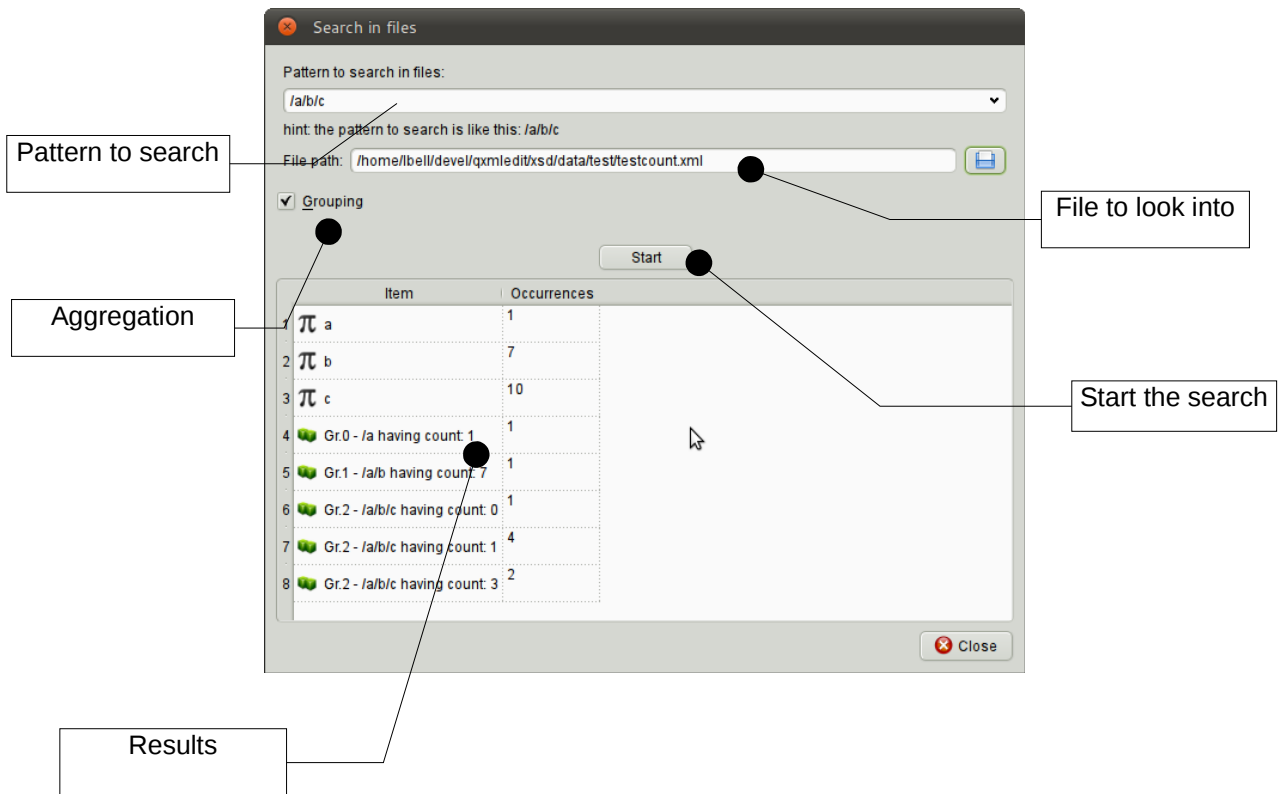 Search in files
Pattern to search in files:
/a/b/c
hint: the pattern to search is like this: /a/b/c
Pattern to search
File path: /home/lbell/devel/qxmledit/xsd/data/test/testcount.xml
Grouping
File to look into
Start
Aggregation
Item Occurrences
1 π a 1
2 π b 7
3 π c 10
Start the search
4 Gr.0 - /a having count: 1 1
5 Gr.1 - /a/b having count: 7 1
6 Gr.2 - /a/b/c having count: 0 1
7 Gr.2 - /a/b/c having count: 1 4
8 Gr.2 - /a/b/c having count: 3 2
Close
Results